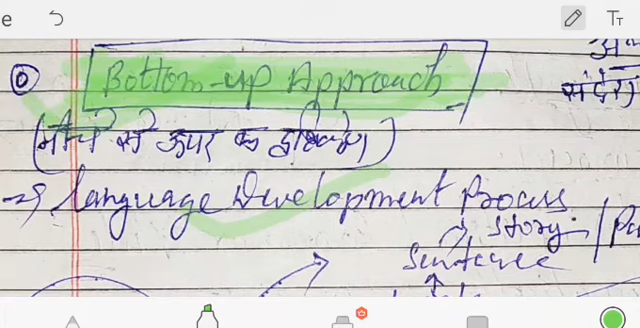 Bottom-up Approach
(नीचे से ऊपर का दृष्टिकोण)
→ Language Development Process
story /
Sentence